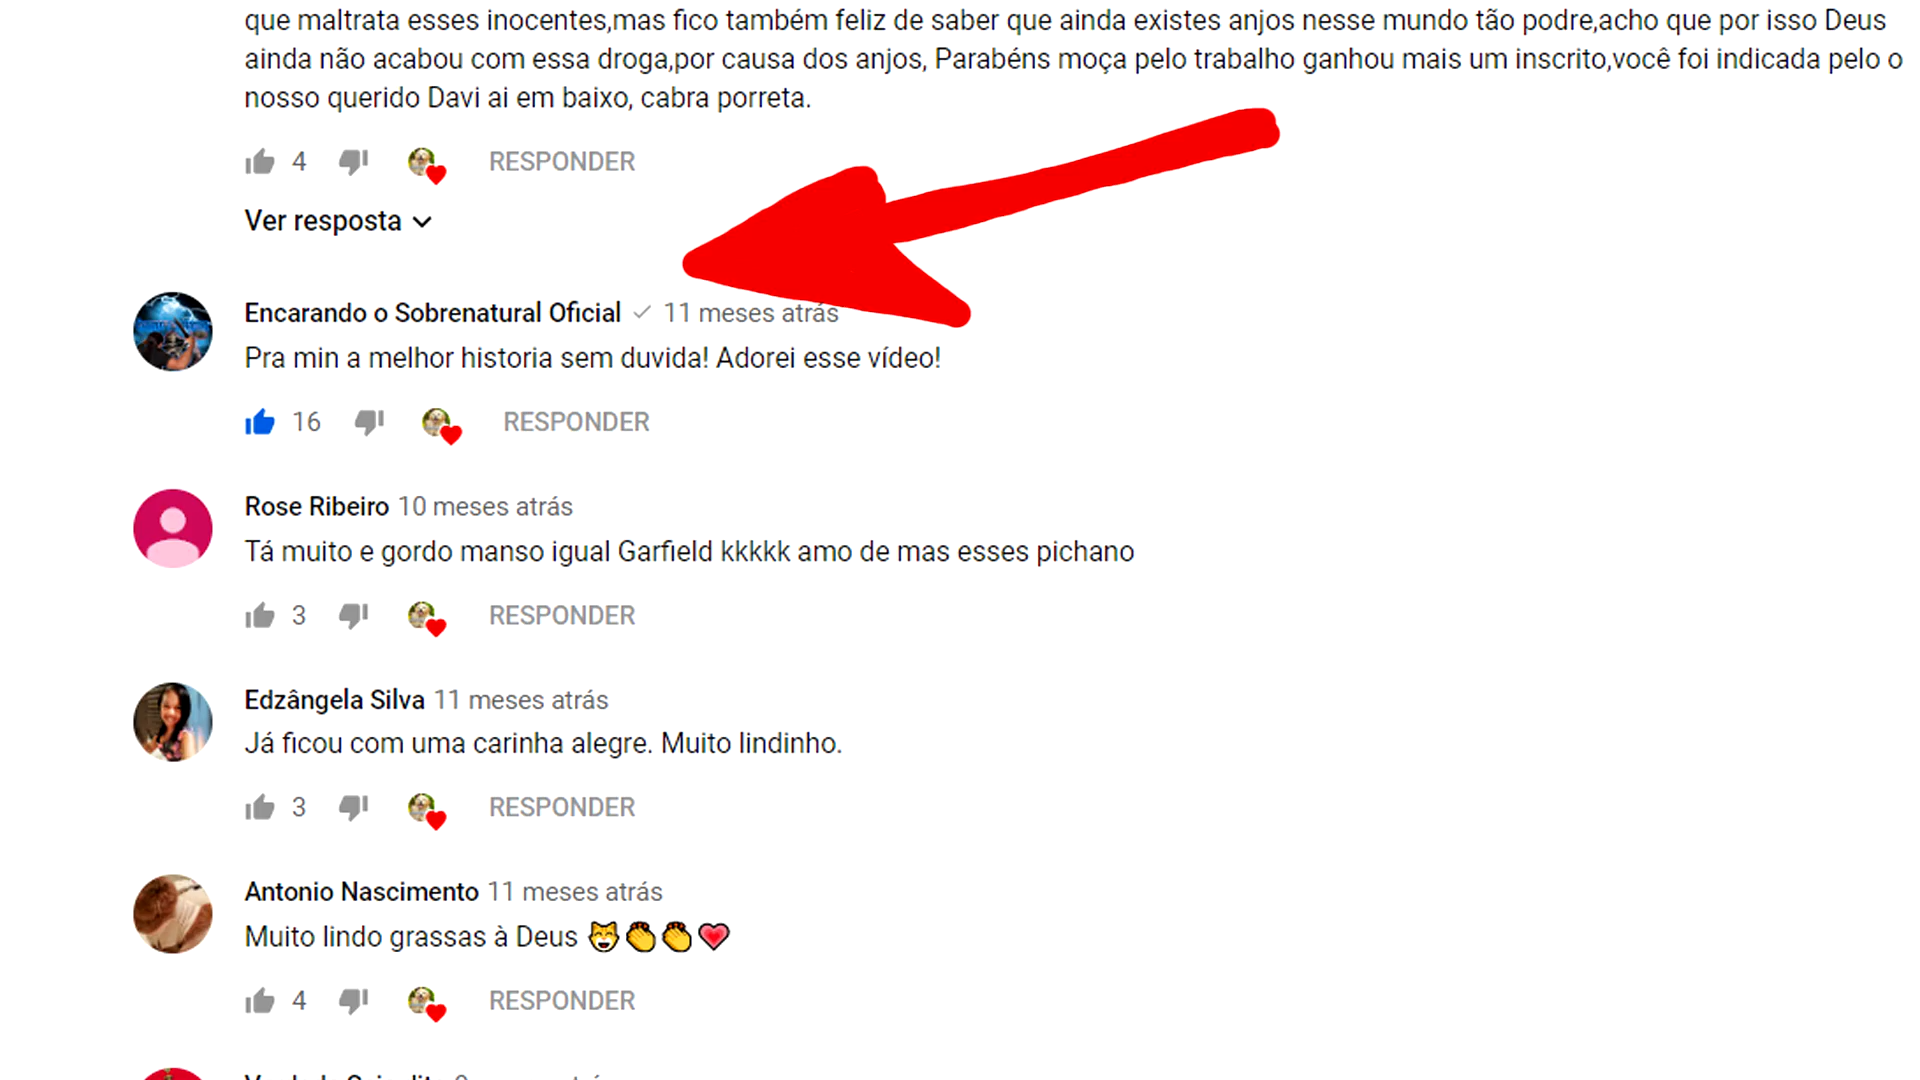 que maltrata esses inocentes,mas fico também feliz de saber que ainda existes anjos nesse mundo tão podre,acho que por isso Deus
ainda não acabou com essa droga,por causa dos anjos, Parabéns moça pelo trabalho ganhou mais um inscrito,você foi indicada pelo o
nosso querido Davi ai em baixo, cabra porreta.
4 RESPONDER
Ver resposta
Encarando o Sobrenatural Oficial 11 meses atrás
Pra min a melhor historia sem duvida! Adorei esse vídeo!
16 RESPONDER
Rose Ribeiro 10 meses atrás
Tá muito e gordo manso igual Garfield kkkkk amo de mas esses pichano
3 RESPONDER
Edzângela Silva 11 meses atrás
Já ficou com uma carinha alegre. Muito lindinho.
3 RESPONDER
Antonio Nascimento 11 meses atrás
Muito lindo grassas à Deus 😸👏👏💗
4 RESPONDER